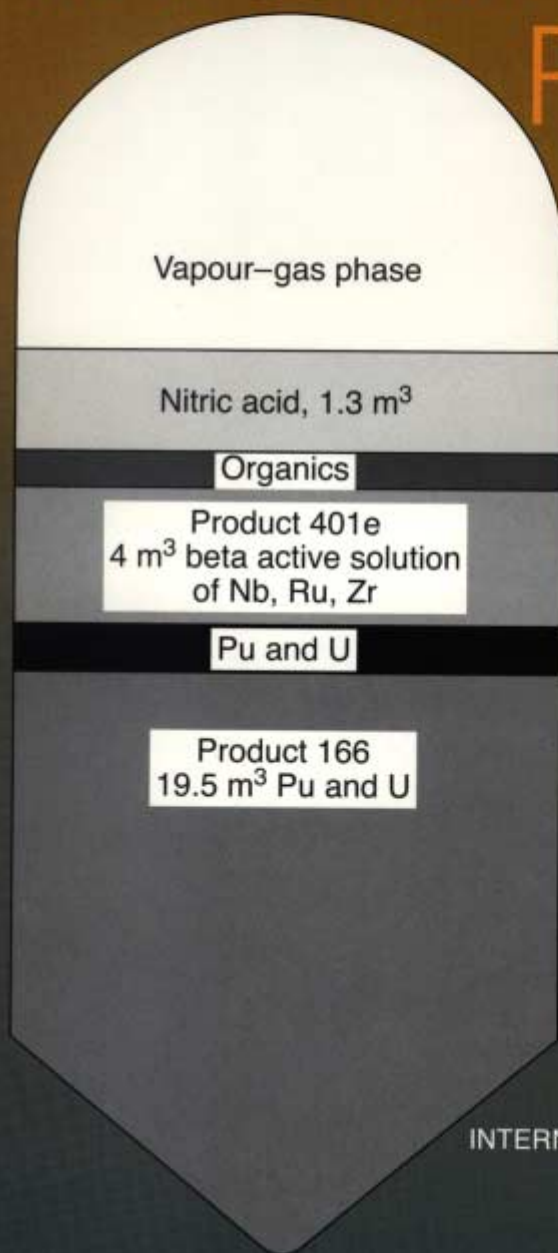 Vapour–gas phase
Nitric acid, 1.3 m³
Organics
Product 401e
4 m³ beta active solution
of Nb, Ru, Zr
Pu and U
Product 166
19.5 m³ Pu and U